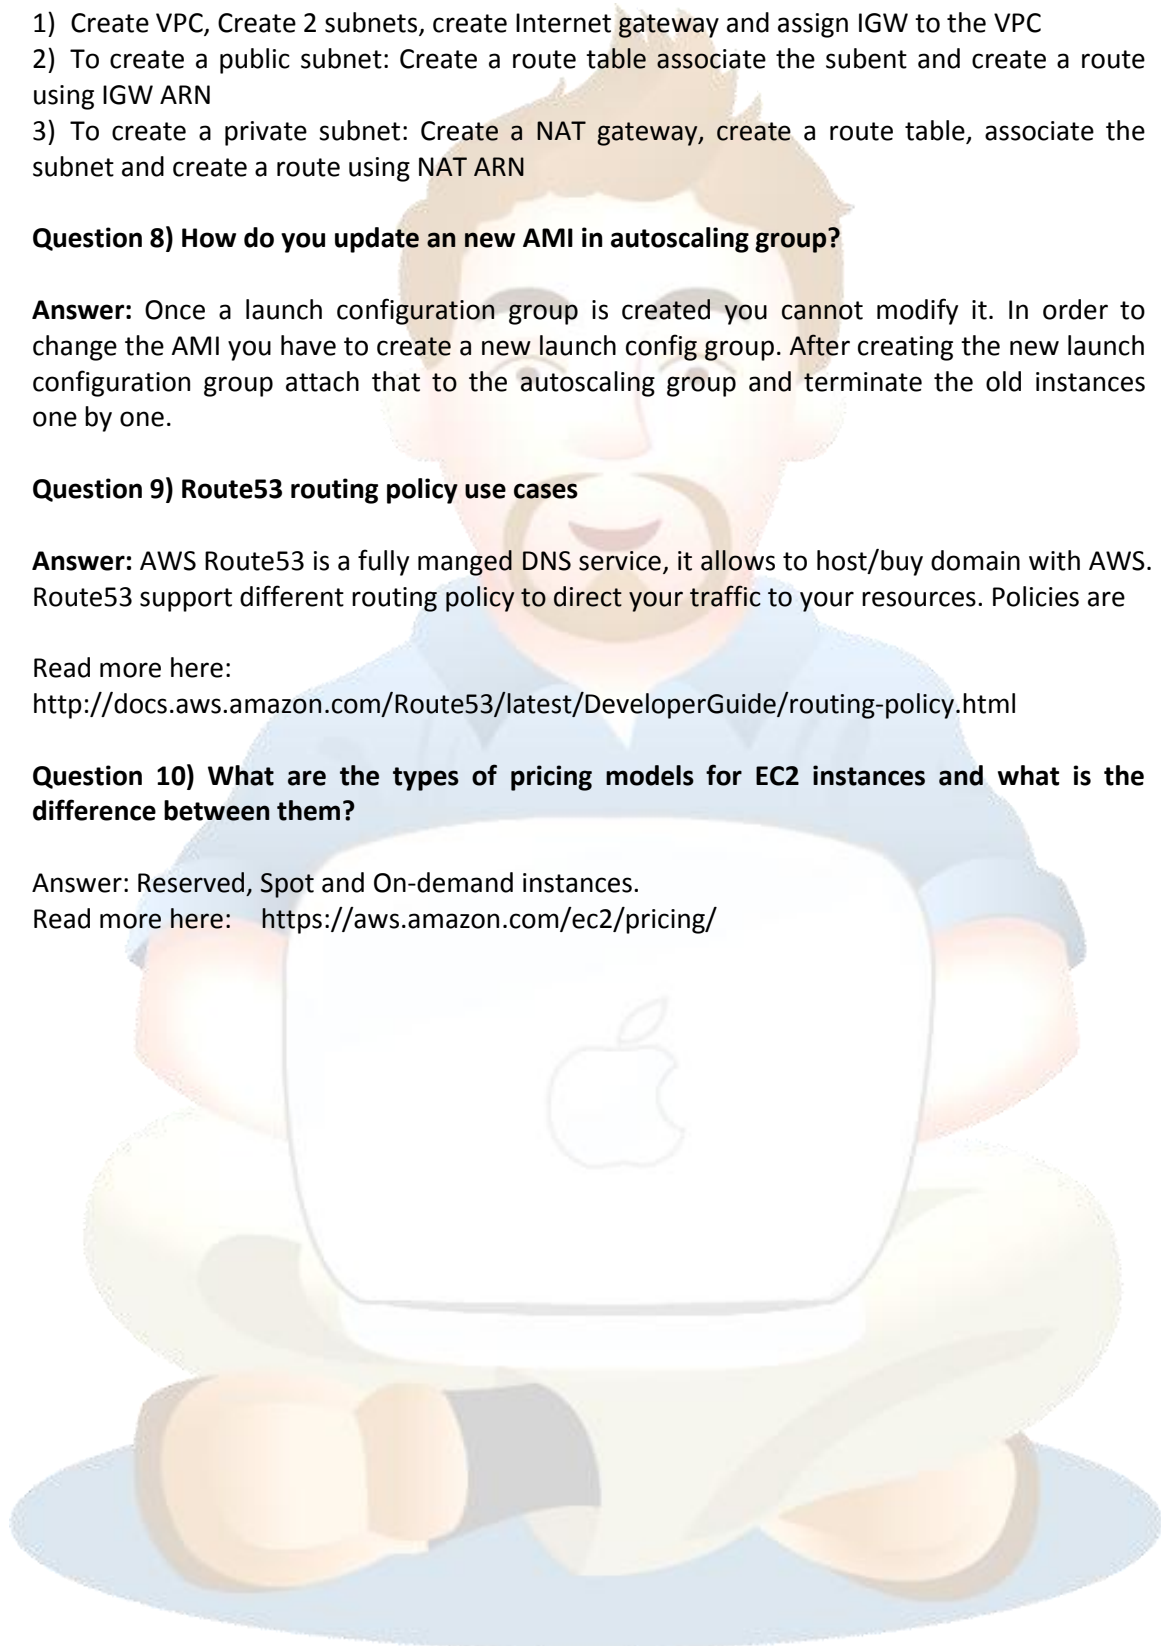 1) Create VPC, Create 2 subnets, create Internet gateway and assign IGW to the VPC
2) To create a public subnet: Create a route table associate the subent and create a route
using IGW ARN
3) To create a private subnet: Create a NAT gateway, create a route table, associate the
subnet and create a route using NAT ARN
Question 8) How do you update an new AMI in autoscaling group?
Answer: Once a launch configuration group is created you cannot modify it. In order to
change the AMI you have to create a new launch config group. After creating the new launch
configuration group attach that to the autoscaling group and terminate the old instances
one by one.
Question 9) Route53 routing policy use cases
Answer: AWS Route53 is a fully manged DNS service, it allows to host/buy domain with AWS.
Route53 support different routing policy to direct your traffic to your resources. Policies are
Read more here:
http://docs.aws.amazon.com/Route53/latest/DeveloperGuide/routing-policy.html
Question 10) What are the types of pricing models for EC2 instances and what is the
difference between them?
Answer: Reserved, Spot and On-demand instances.
Read more here: https://aws.amazon.com/ec2/pricing/